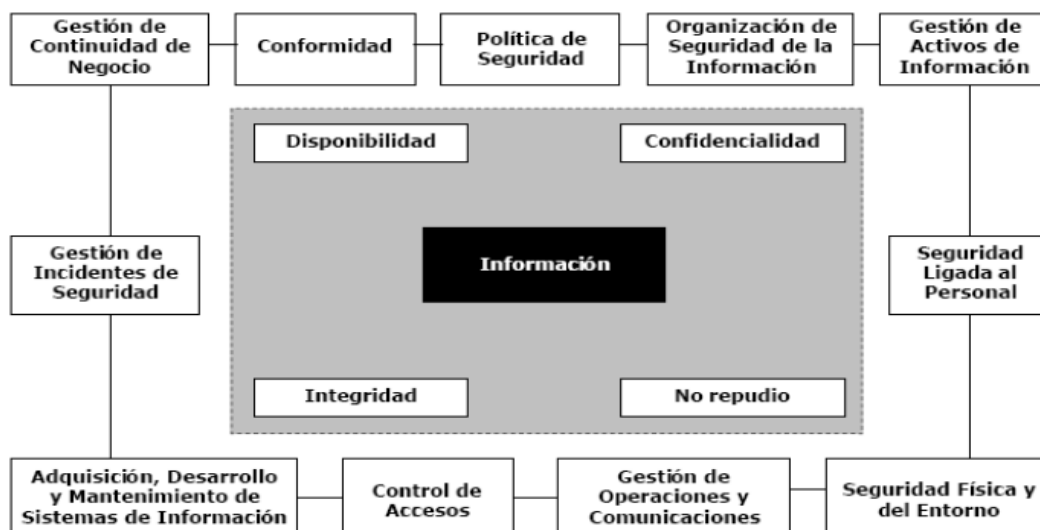 Gestión de
Continuidad de
Negocio
Conformidad
Política de
Seguridad
Organización de
Seguridad de la
Información
Gestión de
Activos de
Información
Disponibilidad
Confidencialidad
Gestión de
Incidentes de
Seguridad
Información
Seguridad
Ligada al
Personal
Integridad
No repudio
Adquisición, Desarrollo
y Mantenimiento de
Sistemas de Información
Control de
Accesos
Gestión de
Operaciones y
Comunicaciones
Seguridad Física y
del Entorno